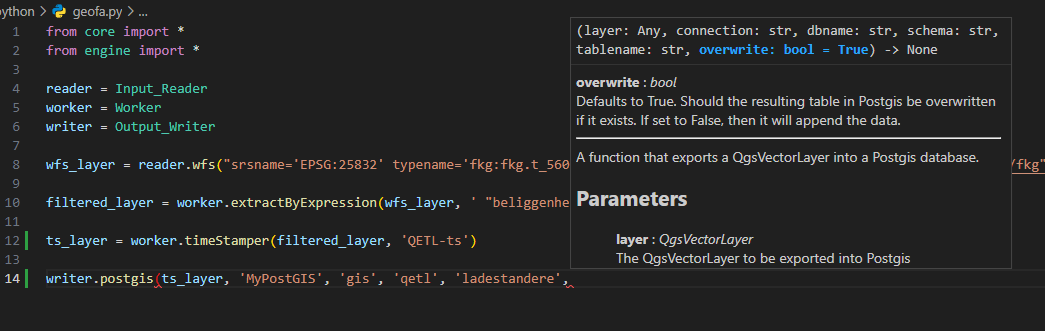 ython > geofa.py > ...
1 from core import *
2 from engine import *
3
4 reader = Input_Reader
5 worker = Worker
6 writer = Output_Writer
7
8 wfs_layer = reader.wfs("srsname='EPSG:25832' typename='fkg:fkg.t_560 /fkg"
9
10 filtered_layer = worker.extractByExpression(wfs_layer, ' "beliggenhe
11
12 ts_layer = worker.timeStamper(filtered_layer, 'QETL-ts')
13
14 writer.postgis(ts_layer, 'MyPostGIS', 'gis', 'qetl', 'ladestandere',
(layer: Any, connection: str, dbname: str, schema: str,
tablename: str, overwrite: bool = True) -> None
overwrite : bool
Defaults to True. Should the resulting table in Postgis be overwritten
if it exists. If set to False, then it will append the data.
A function that exports a QgsVectorLayer into a Postgis database.
Parameters
layer : QgsVectorLayer
The QgsVectorLayer to be exported into Postgis